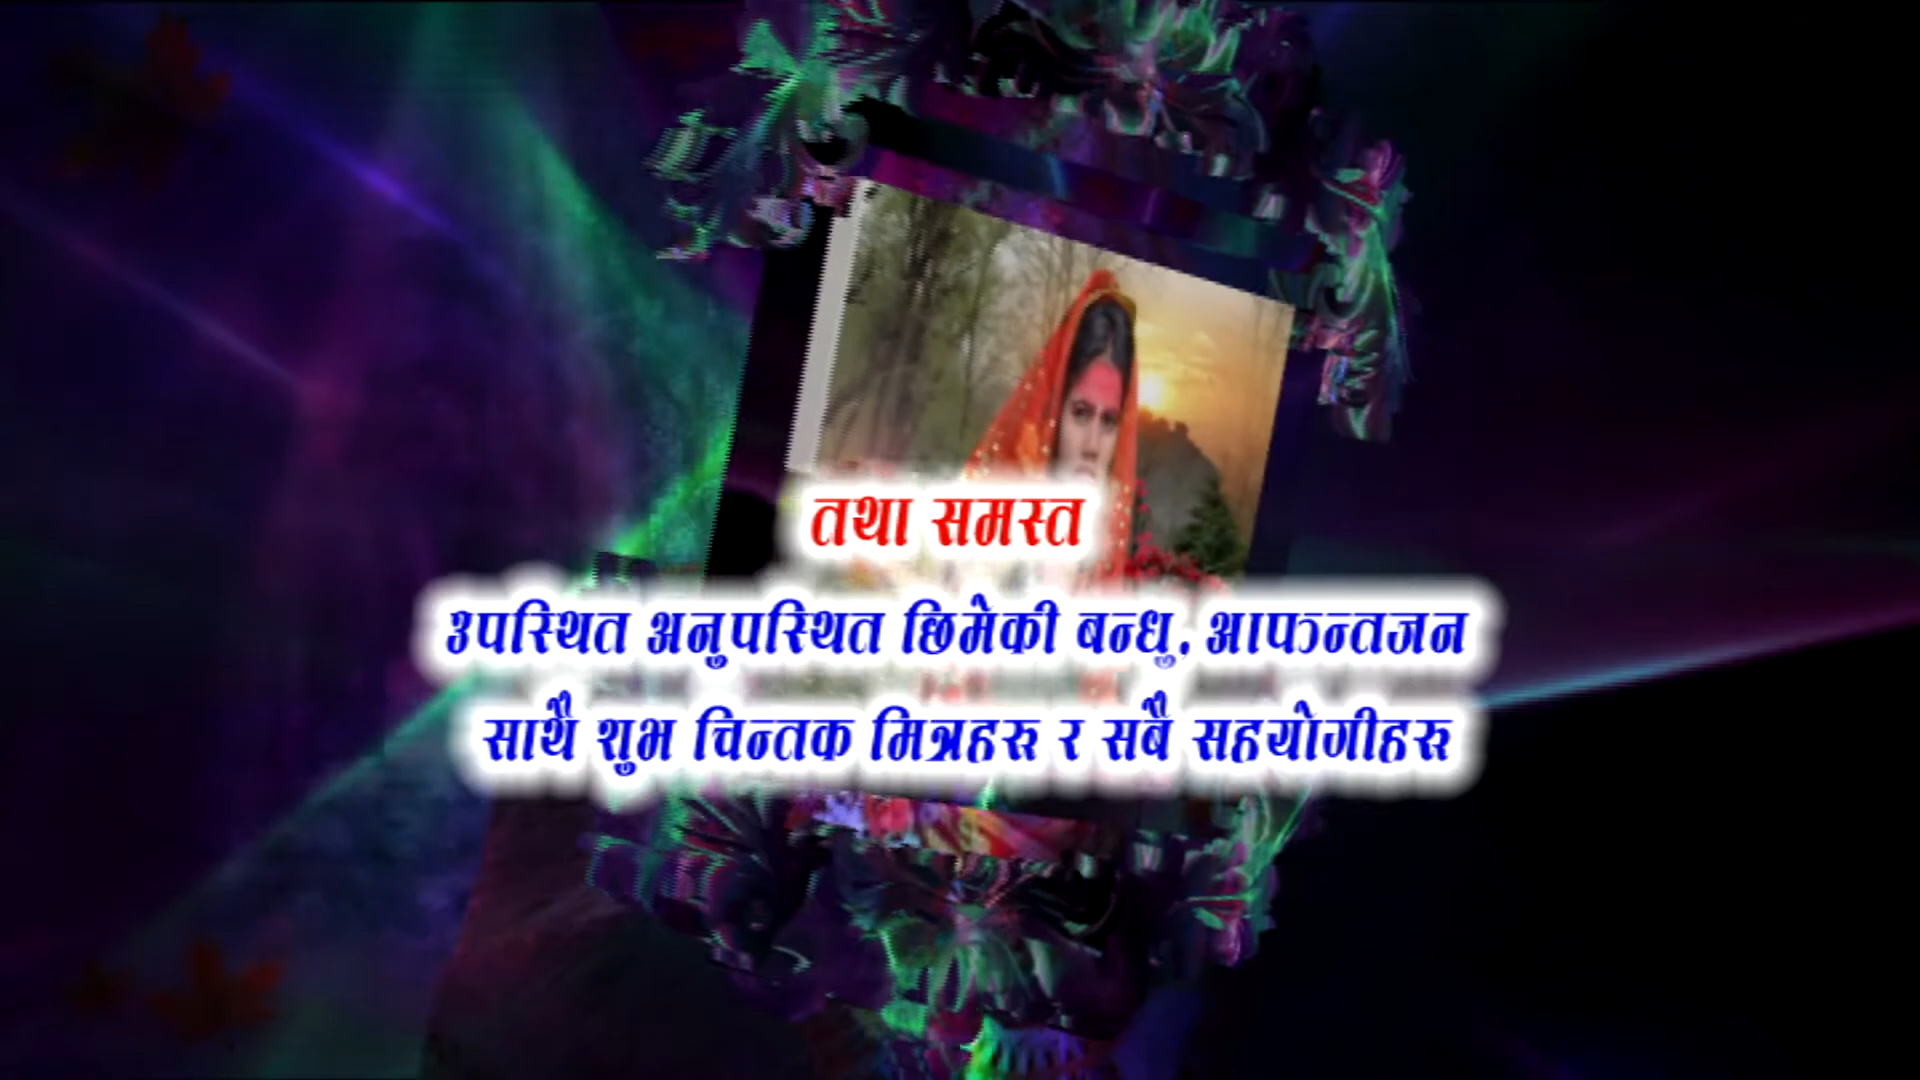 तथा समस्त
उपस्थित अनुपस्थित छिमेकी बन्धु, आफन्तजन
साथै शुभ चिन्तक मित्रहरु र सबै सहयोगीहरु